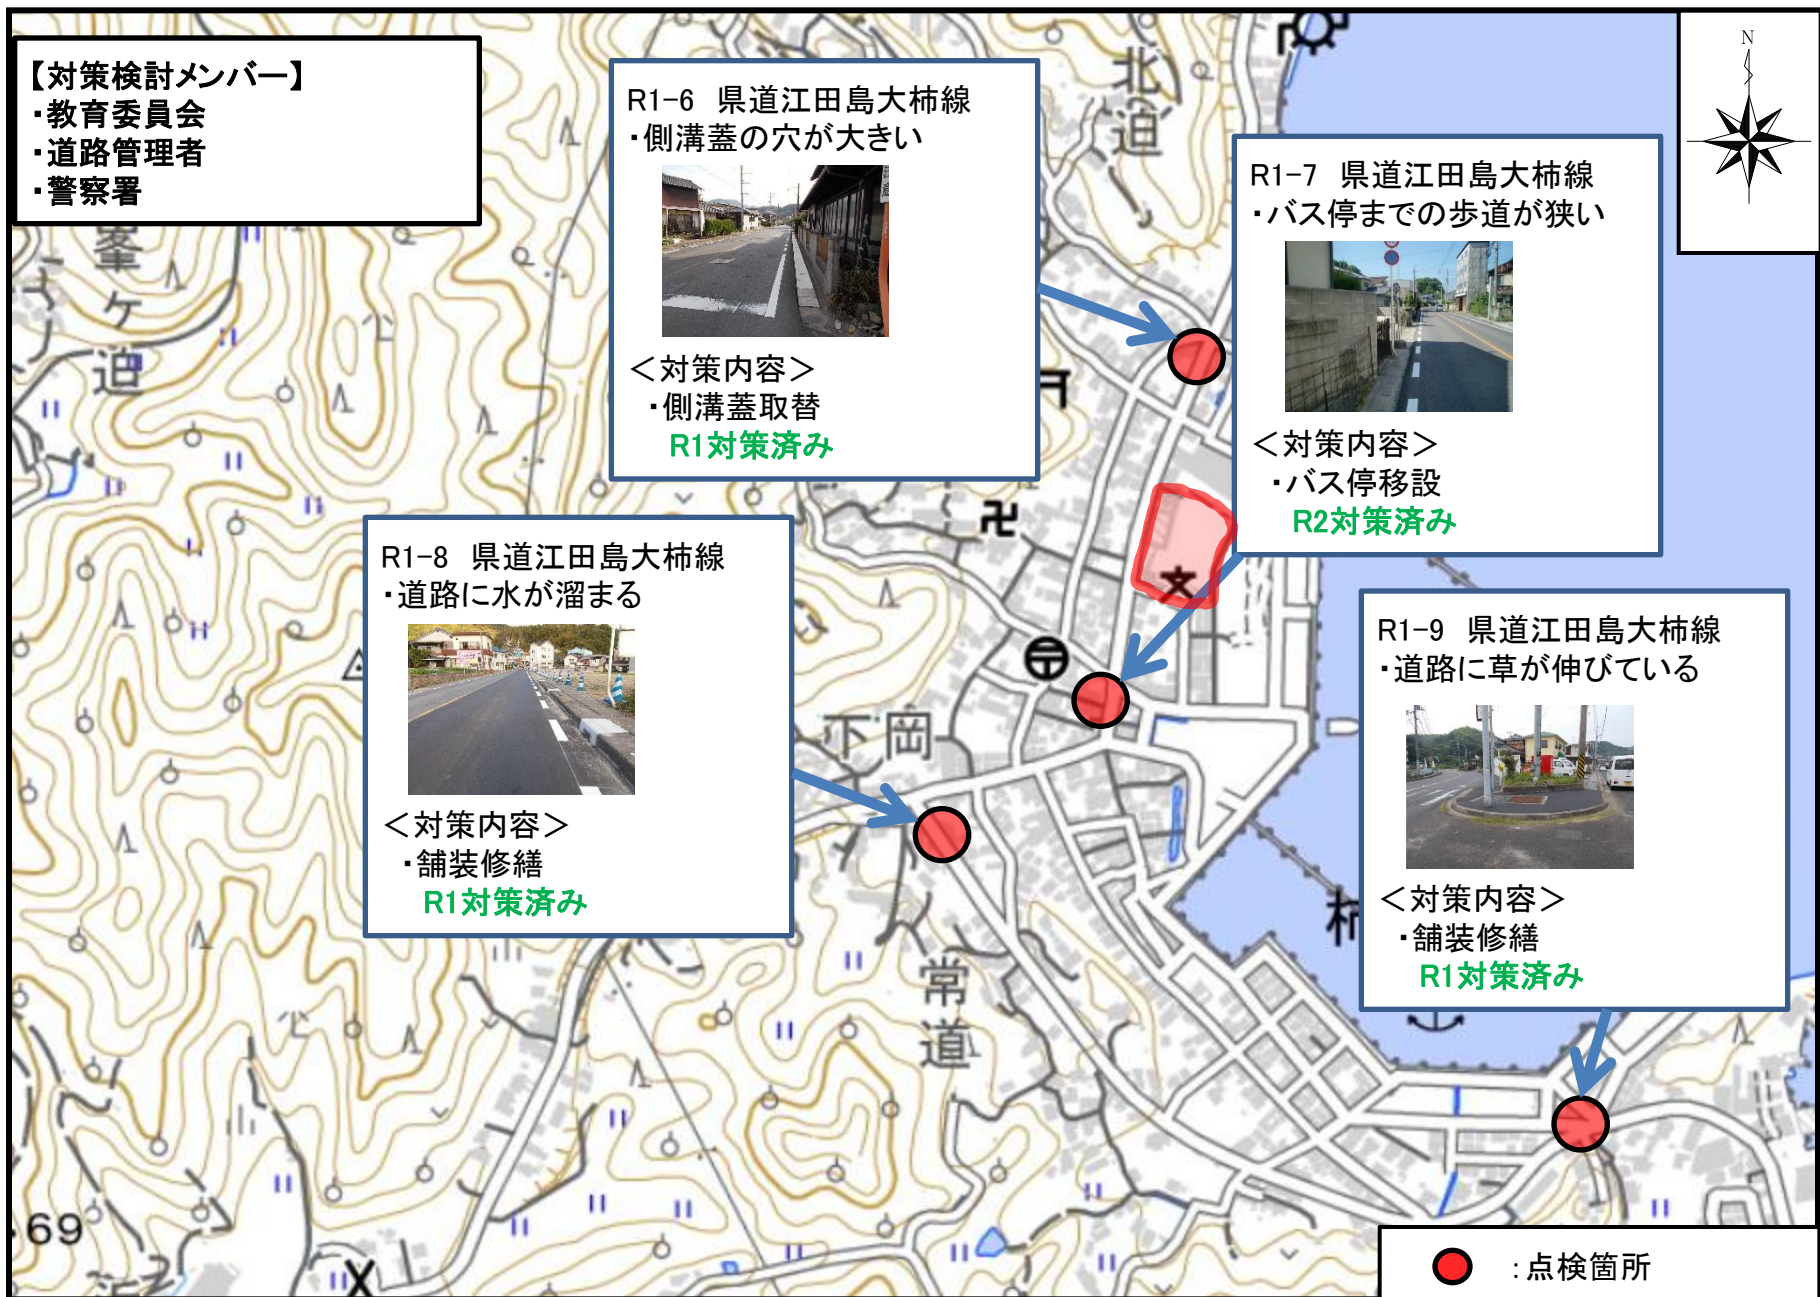 【対策検討メンバー】
・教育委員会
・道路管理者
・警察署
R1-6 県道江田島大柿線
・側溝蓋の穴が大きい
＜対策内容＞
・側溝蓋取替
R1対策済み
R1-7 県道江田島大柿線
・バス停までの歩道が狭い
＜対策内容＞
・バス停移設
R2対策済み
R1-8 県道江田島大柿線
・道路に水が溜まる
＜対策内容＞
・舗装修繕
R1対策済み
R1-9 県道江田島大柿線
・道路に草が伸びている
＜対策内容＞
・舗装修繕
R1対策済み
N
北迫
峯ヶ迫
下岡
常道
柿
69
：点検箇所